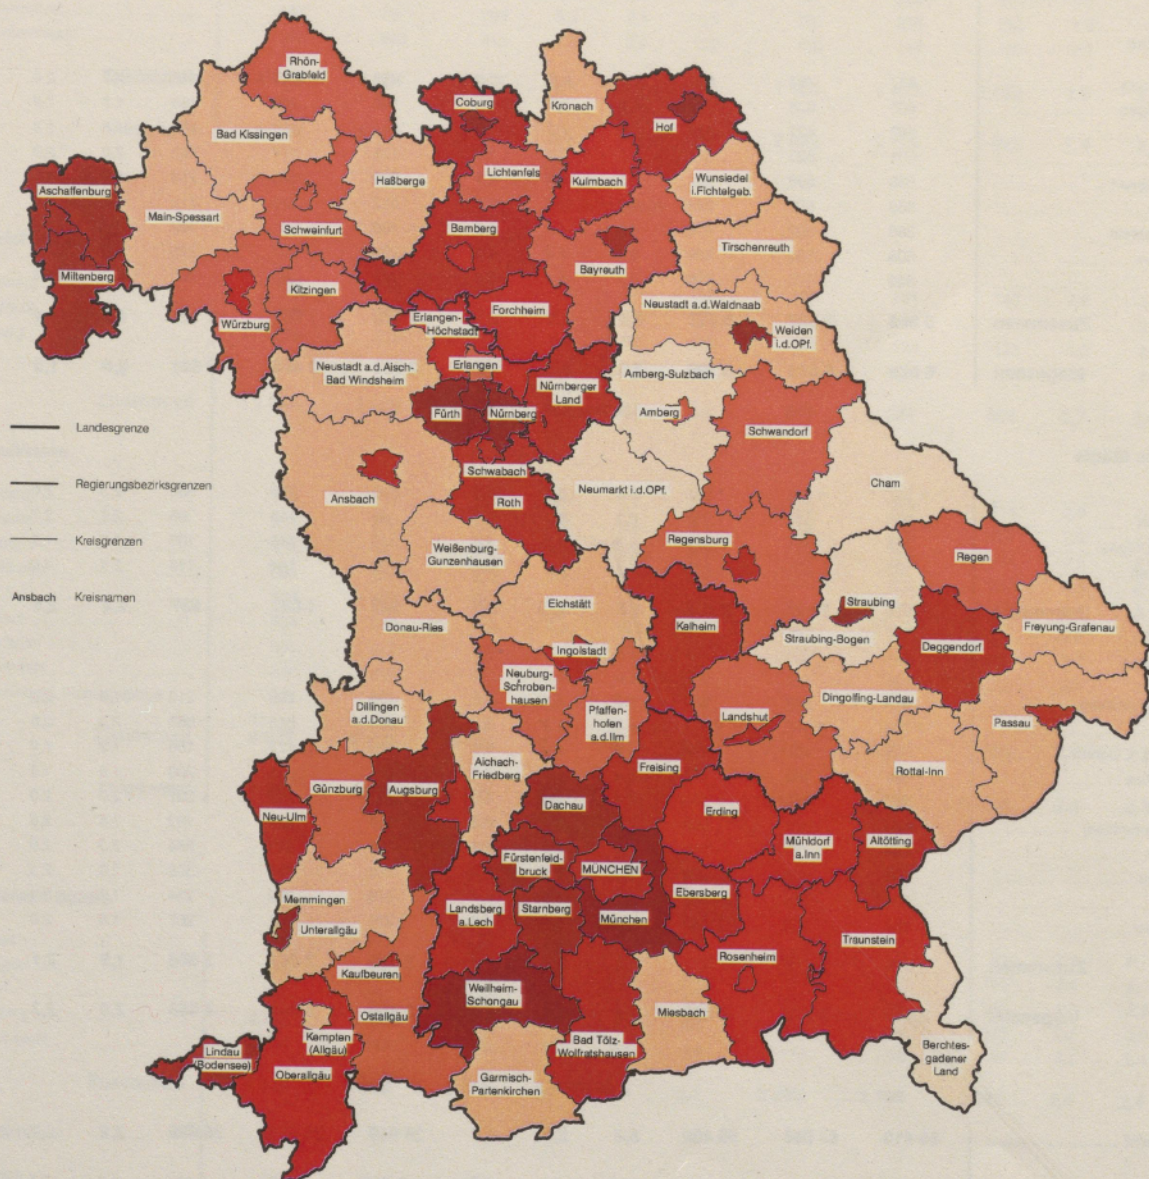 Rhön-
Grabfeld
Coburg
Kronach
Hof
Bad Kissingen
Lichtenfels
Kulmbach
Wunsiedel
i.Fichtelgeb.
Haßberge
Aschaffenburg
Main-Spessart
Schweinfurt
Bamberg
Tirschenreuth
Bayreuth
Miltenberg
Kitzingen
Neustadt a.d.Waldnaab
Würzburg
Erlangen-
Höchstadt
Forchheim
Weiden
i.d.OPf.
Neustadt a.d.Aisch-
Bad Windsheim
Erlangen
Nürnberger
Land
Amberg-Sulzbach
Fürth
Nürnberg
Amberg
Schwandorf
Landesgrenze
Schwabach
Regierungsbezirksgrenzen
Ansbach
Roth
Neumarkt i.d.OPf.
Cham
Kreisgrenzen
Weißenburg-
Gunzenhausen
Regensburg
Regen
Ansbach Kreisnamen
Eichstätt
Straubing
Donau-Ries
Kelheim
Straubing-Bogen
Freyung-Grafenau
Ingolstadt
Deggendorf
Neuburg-
Schroben-
hausen
Dillingen
a.d.Donau
Pfaffen-
hofen
a.d.Ilm
Landshut
Dingolfing-Landau
Passau
Aichach-
Friedberg
Freising
Rottal-Inn
Günzburg
Augsburg
Neu-Ulm
Dachau
Erding
Mühldorf
a.Inn
Altötting
Fürstenfeld-
bruck
MÜNCHEN
Ebersberg
Memmingen
Landsberg
a.Lech
Starnberg
München
Unterallgäu
Traunstein
Kaufbeuren
Rosenheim
Weilheim-
Schongau
Miesbach
Ostallgäu
Kempten
(Allgäu)
Bad Tölz-
Wolfratshausen
Lindau
(Bodensee)
Oberallgäu
Garmisch-
Partenkirchen
Berchtes-
gadener
Land